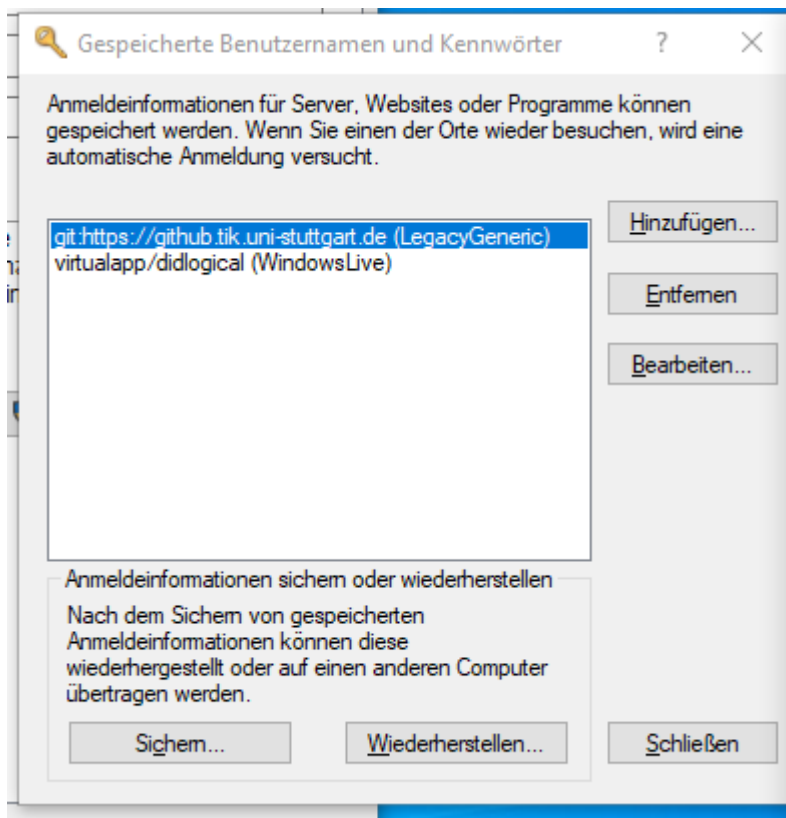 Gespeicherte Benutzernamen und Kennwörter
?
Anmeldeinformationen für Server, Websites oder Programme können
gespeichert werden. Wenn Sie einen der Orte wieder besuchen, wird eine
automatische Anmeldung versucht.
git:https://github.tik.uni-stuttgart.de (LegacyGeneric)
virtualapp/didlogical (WindowsLive)
Hinzufügen...
Entfernen
Bearbeiten...
Anmeldeinformationen sichern oder wiederherstellen
Nach dem Sichern von gespeicherten
Anmeldeinformationen können diese
wiederhergestellt oder auf einen anderen Computer
übertragen werden.
Sichern...
Wiederherstellen...
Schließen